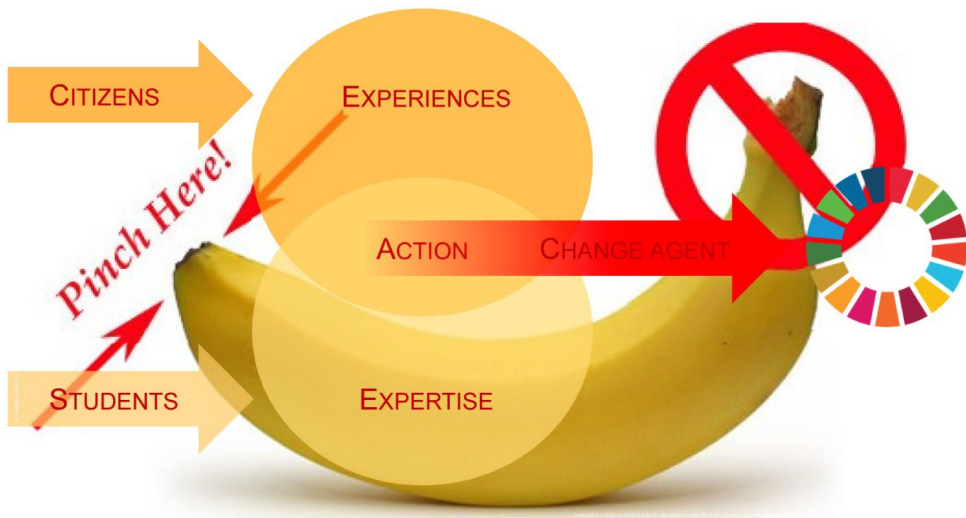 CITIZENS
EXPERIENCES
Pinch Here!
ACTION
CHANGE AGENT
STUDENTS
EXPERTISE